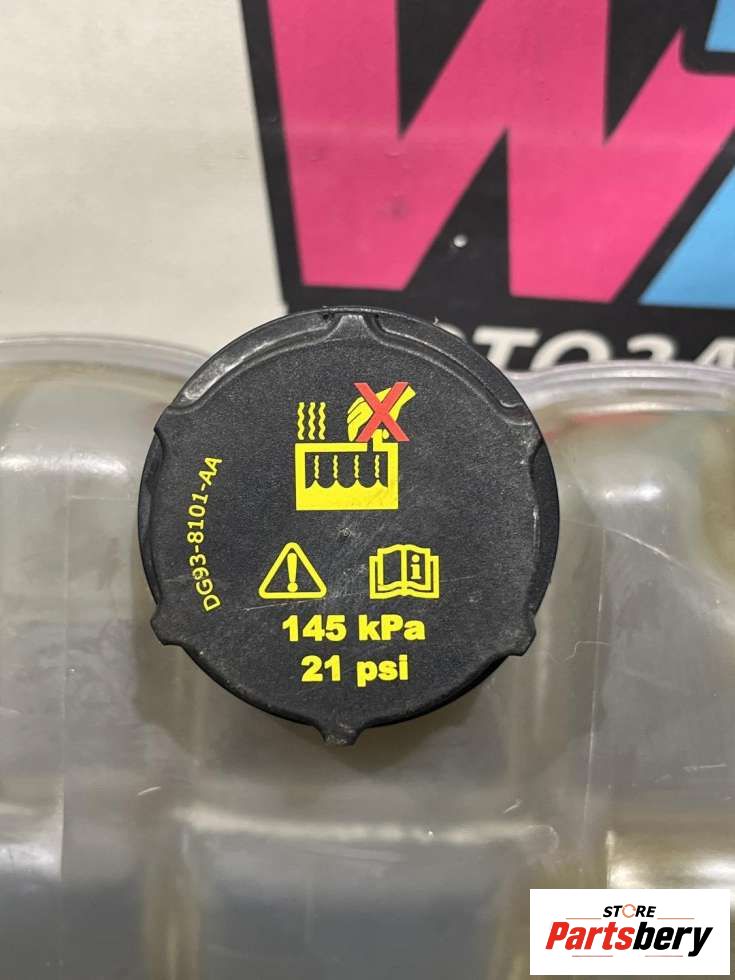 DG93-8101-AA
145 kPa
21 psi
STORE
Partsbery